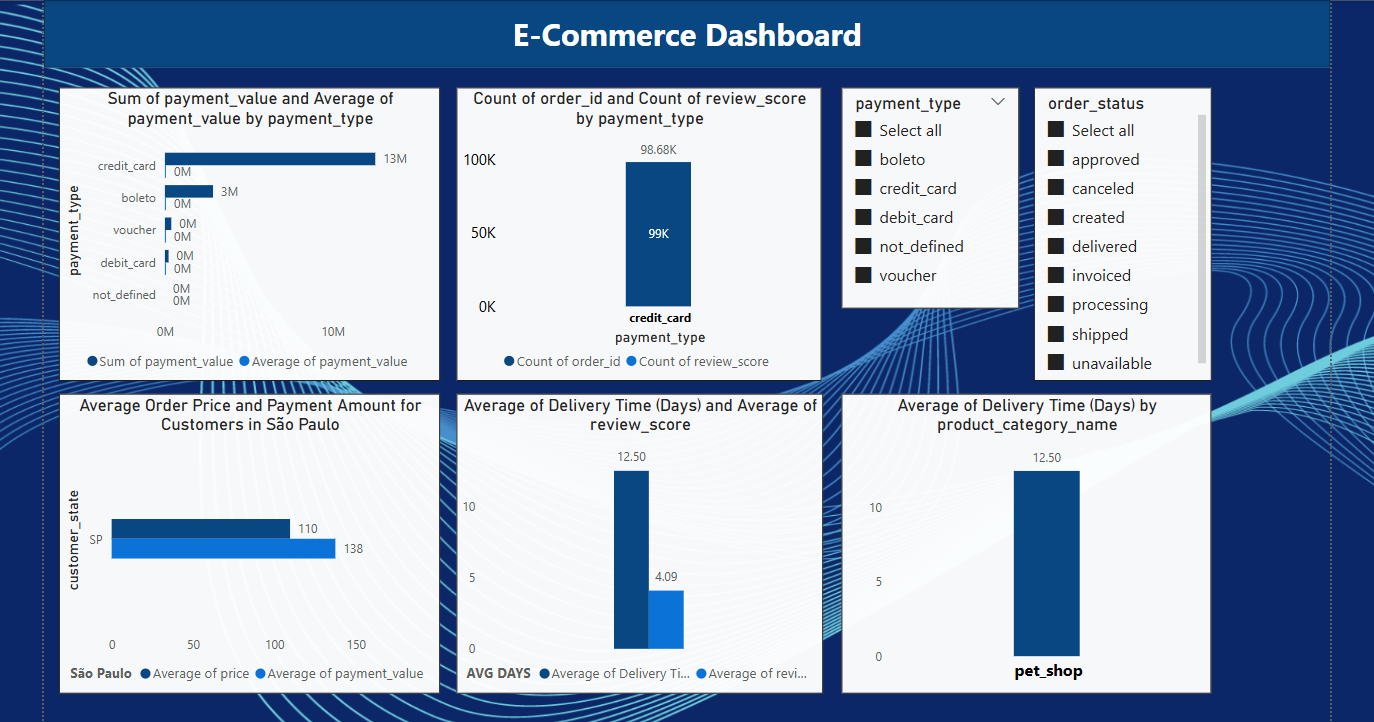 E-Commerce Dashboard
Sum of payment_value and Average of
payment_value by payment_type
payment_type
credit_card
13M
0M
boleto
3M
0M
voucher
0M
0M
debit_card
0M
0M
not_defined
0M
0M
0M
10M
Sum of payment_value
Average of payment_value
Count of order_id and Count of review_score
by payment_type
100K
50K
0K
98.68K
99K
credit_card
payment_type
Count of order_id
Count of review_score
payment_type
Select all
boleto
credit_card
debit_card
not_defined
voucher
order_status
Select all
approved
canceled
created
delivered
invoiced
processing
shipped
unavailable
Average Order Price and Payment Amount for
Customers in São Paulo
customer_state
SP
110
138
0
50
100
150
São Paulo
Average of price
Average of payment_value
Average of Delivery Time (Days) and Average of
review_score
12.50
10
5
4.09
0
AVG DAYS
Average of Delivery Ti...
Average of revi...
Average of Delivery Time (Days) by
product_category_name
12.50
10
5
0
pet_shop